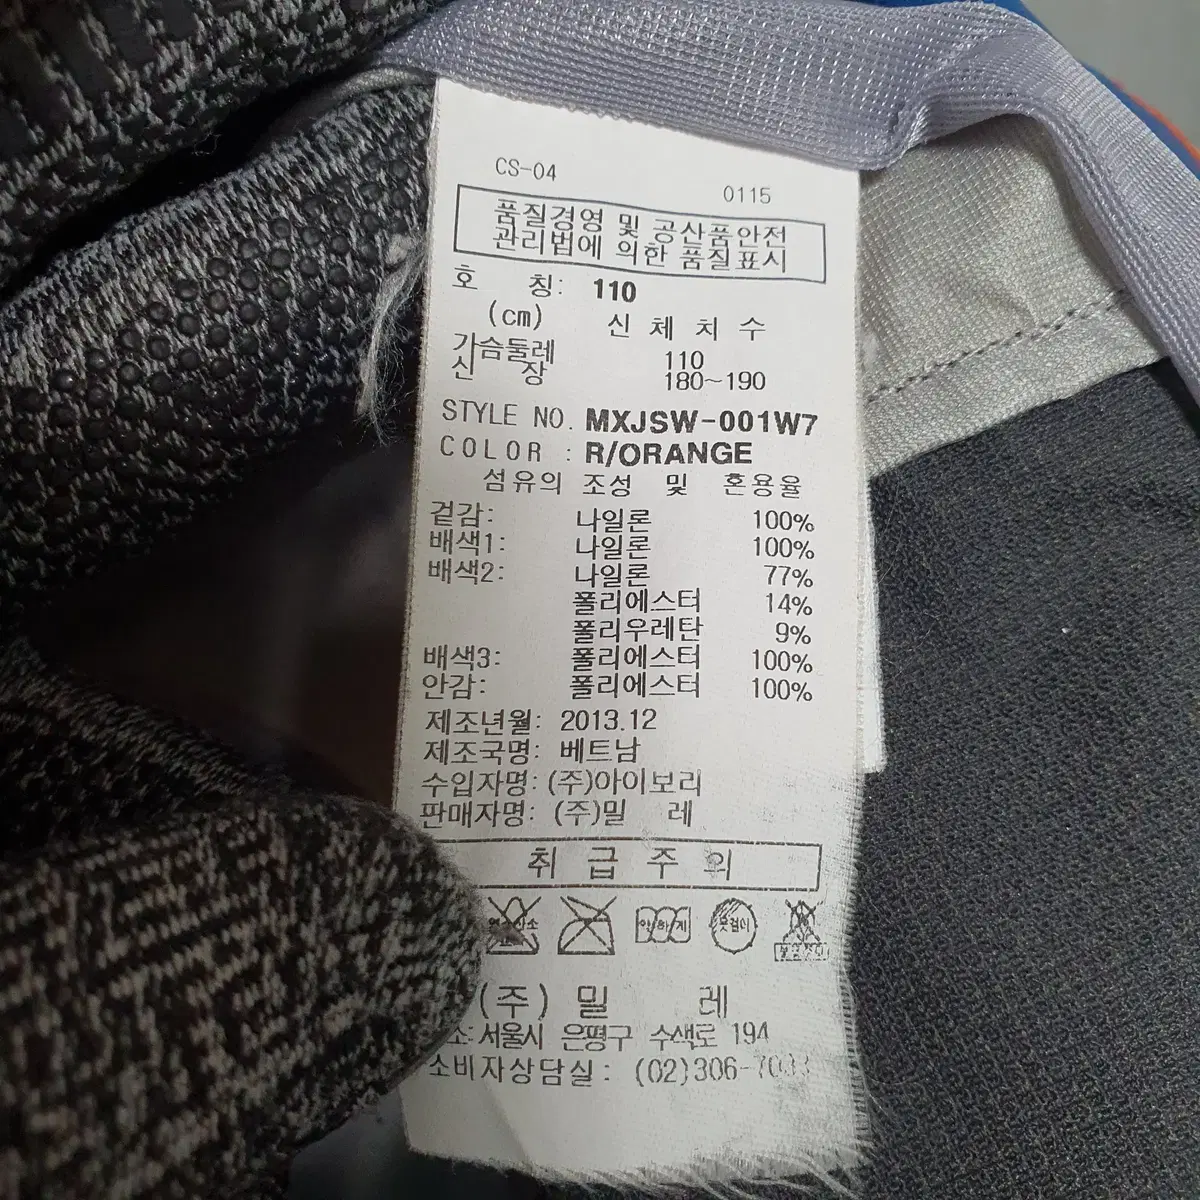 CS-04
0115
품질경영 및 공산품안전
관리법에 의한 품질표시
호 칭: 110
(cm) 신 체 치 수
가슴둘레 110
신 장 180~190
STYLE NO. MXJSW-001W7
COLOR : R/ORANGE
섬유의 조성 및 혼용율
겉감: 나일론 100%
배색1: 나일론 100%
배색2: 나일론 77%
폴리에스터 14%
폴리우레탄 9%
배색3: 폴리에스터 100%
안감: 폴리에스터 100%
제조년월: 2013.12
제조국명: 베트남
수입자명: (주)아이보리
판매자명: (주)밀 레
취 급 주 의
약하게
옷걸이
(주) 밀 레
소: 서울시 은평구 수색로 194
소비자상담실: (02)306-